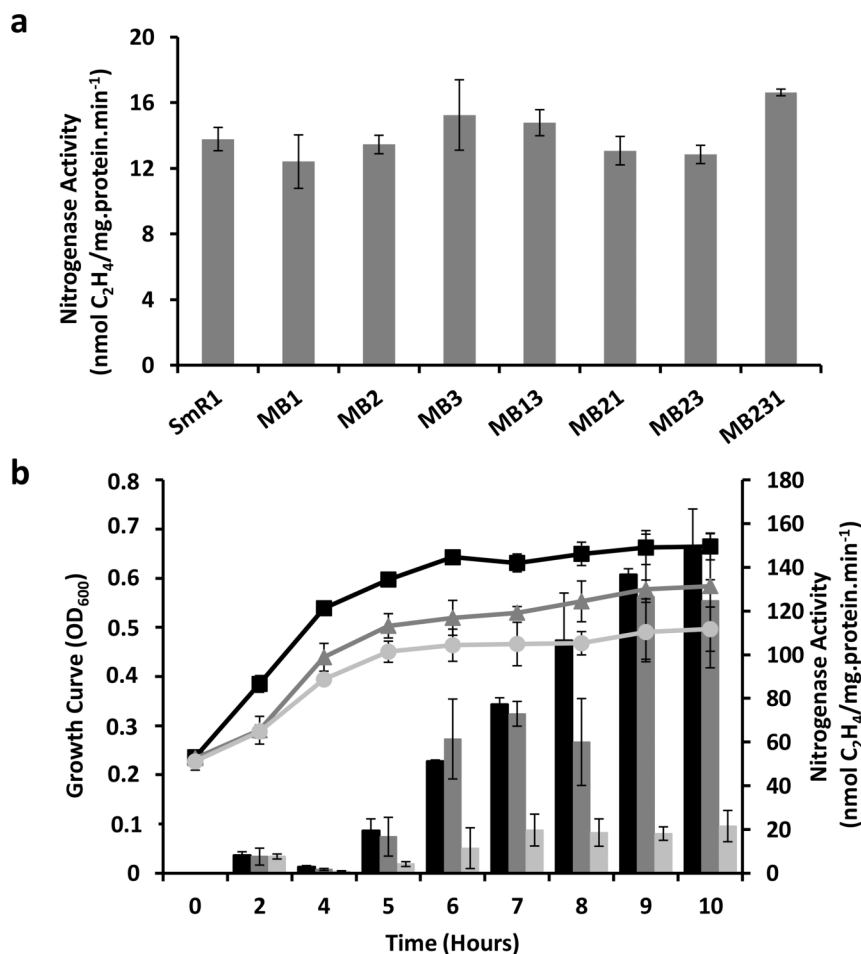 a
Nitrogenase Activity
(nmol C₂H₄/mg.protein.min⁻¹)
20
16
12
8
4
0
SmR1
MB1
MB2
MB3
MB13
MB21
MB23
MB231
b
Growth Curve (OD₆₀₀)
0.8
0.7
0.6
0.5
0.4
0.3
0.2
0.1
0
180
160
140
120
100
80
60
40
20
0
Nitrogenase Activity
(nmol C₂H₄/mg.protein.min⁻¹)
0 2 4 5 6 7 8 9 10
Time (Hours)